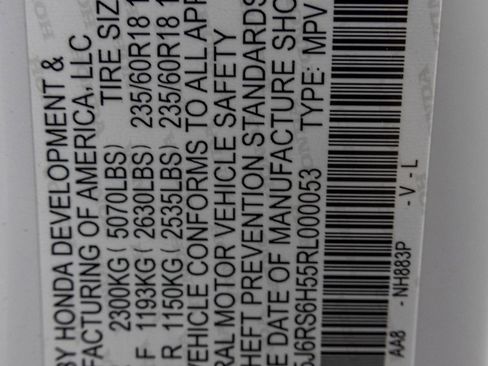 BY HONDA DEVELOPMENT &
FACTURING OF AMERICA, LLC
TIRE SIZ
2300KG ( 5070LBS)
F 1193KG ( 2630LBS) 235/60R18 1
R 1150KG ( 2535LBS) 235/60R18 1
VEHICLE CONFORMS TO ALL APP
RAL MOTOR VEHICLE SAFETY
HEFT PREVENTION STANDARDS
E DATE OF MANUFACTURE SHO
5J6RS6H55RL000053 TYPE: MPV
AA8 - NH883P - V - L